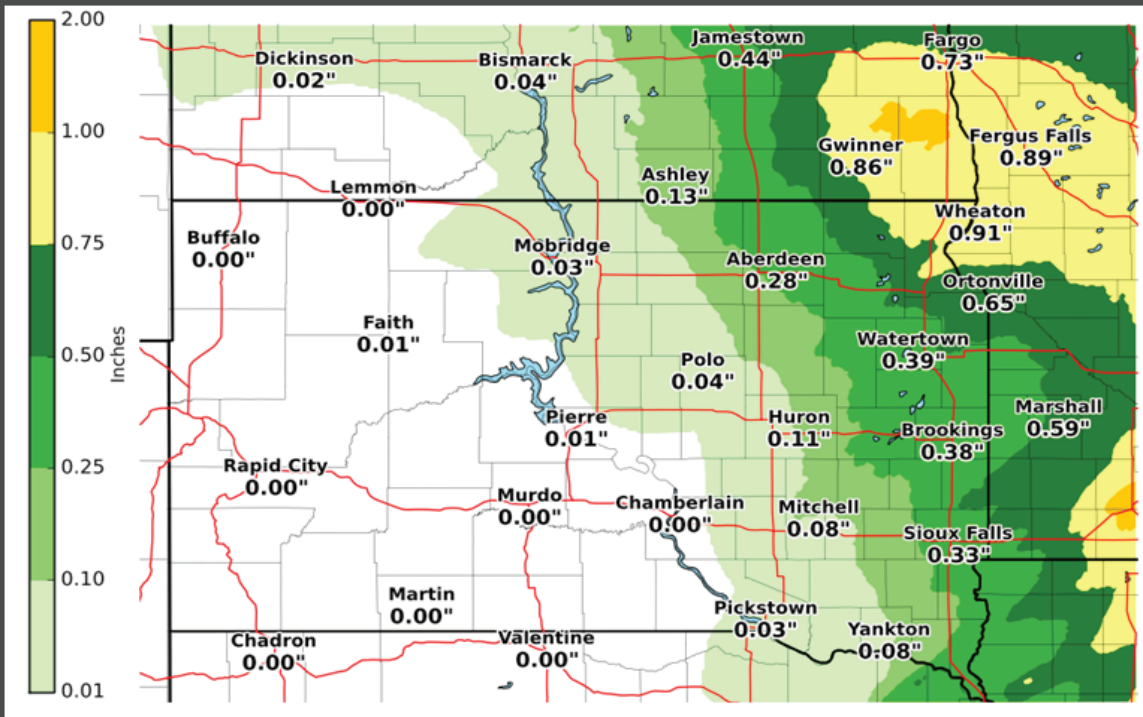 2.00
1.00
0.75
0.50
0.25
0.10
0.01
Inches
Dickinson
0.02"
Bismarck
0.04"
Jamestown
0.44"
Fargo
0.73"
Gwinner
0.86"
Fergus Falls
0.89"
Ashley
0.13"
Lemmon
0.00"
Wheaton
0.91"
Buffalo
0.00"
Mobridge
0.03"
Aberdeen
0.28"
Ortonville
0.65"
Faith
0.01"
Watertown
0.39"
Polo
0.04"
Marshall
0.59"
Pierre
0.01"
Huron
0.11"
Brookings
0.38"
Rapid City
0.00"
Murdo
0.00"
Chamberlain
0.00"
Mitchell
0.08"
Sioux Falls
0.33"
Martin
0.00"
Pickstown
0.03"
Yankton
0.08"
Chadron
0.00"
Valentine
0.00"